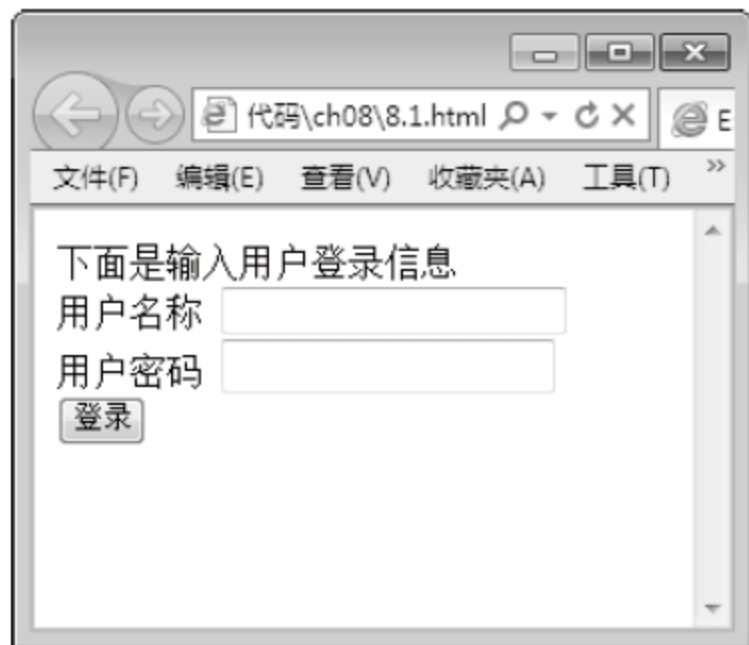 代码\ch08\8.1.html
E
文件(F) 编辑(E) 查看(V) 收藏夹(A) 工具(T) »
下面是输入用户登录信息
用户名称
用户密码
登录